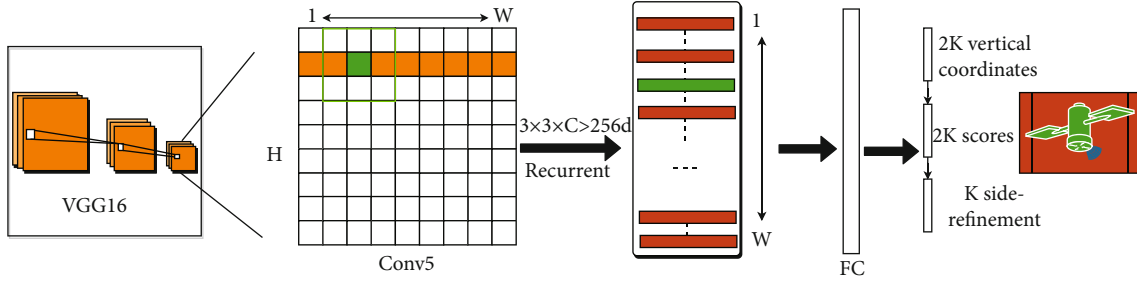 VGG16
1
W
H
Conv5
3×3×C>256d
Recurrent
1
W
FC
2K vertical
coordinates
2K scores
K side-
refinement